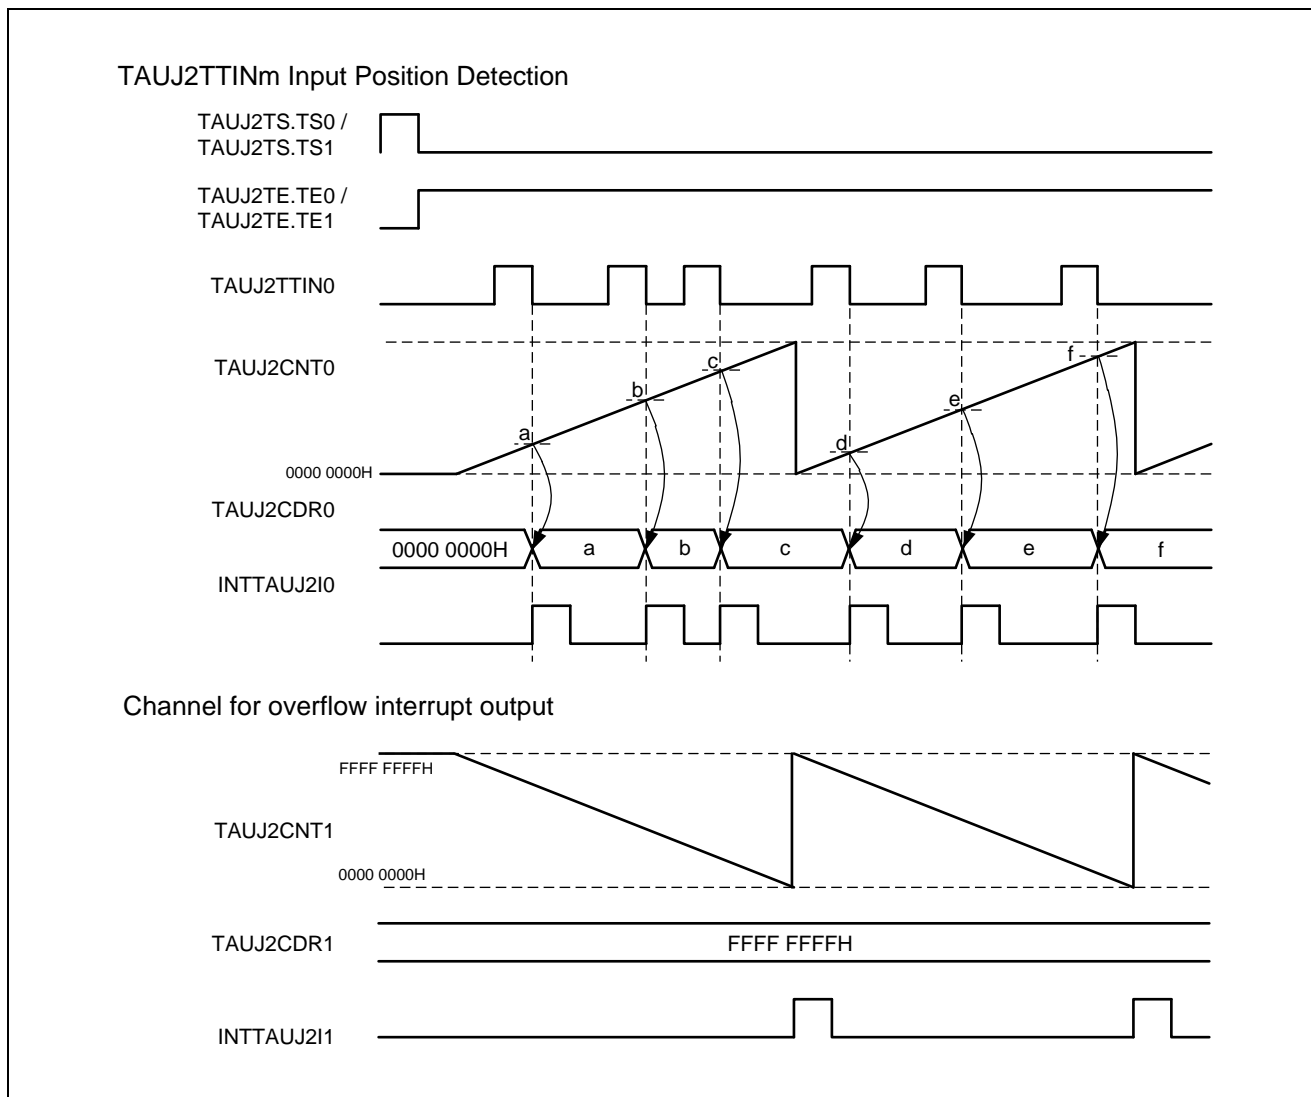 TAUJ2TTINm Input Position Detection
TAUJ2TS.TS0 /
TAUJ2TS.TS1
TAUJ2TE.TE0 /
TAUJ2TE.TE1
TAUJ2TTIN0
TAUJ2CNT0
a
b
c
d
e
f
0000 0000H
TAUJ2CDR0
0000 0000H a b c d e f
INTTAUJ2I0
Channel for overflow interrupt output
FFFF FFFFH
TAUJ2CNT1
0000 0000H
TAUJ2CDR1 FFFF FFFFH
INTTAUJ2I1